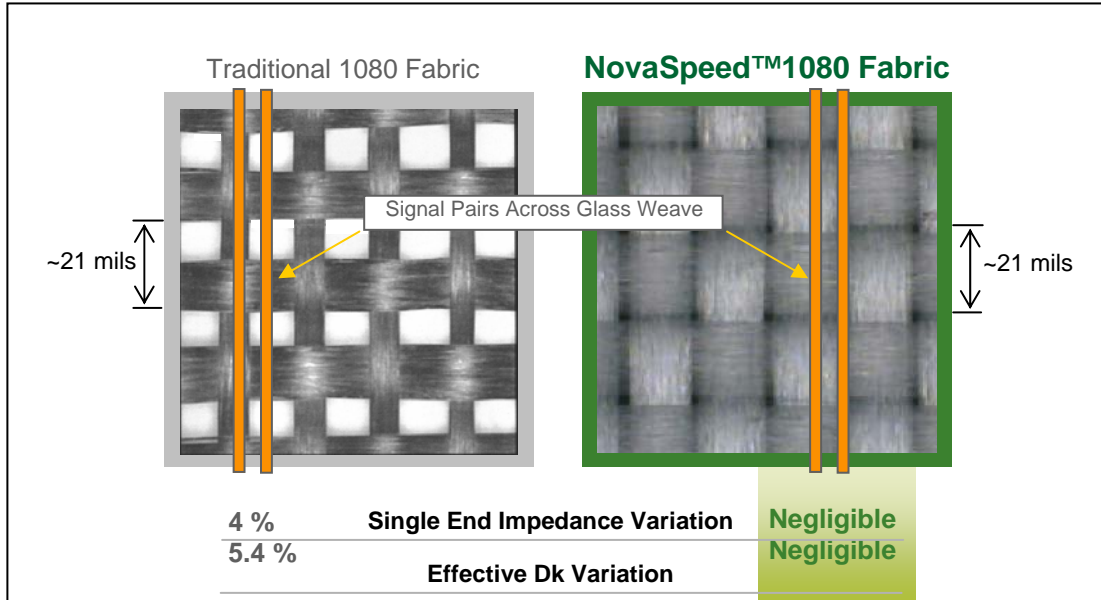 Traditional 1080 Fabric
NovaSpeed™1080 Fabric
Signal Pairs Across Glass Weave
~21 mils
~21 mils
4 %
Single End Impedance Variation
Negligible
5.4 %
Negligible
Effective Dk Variation